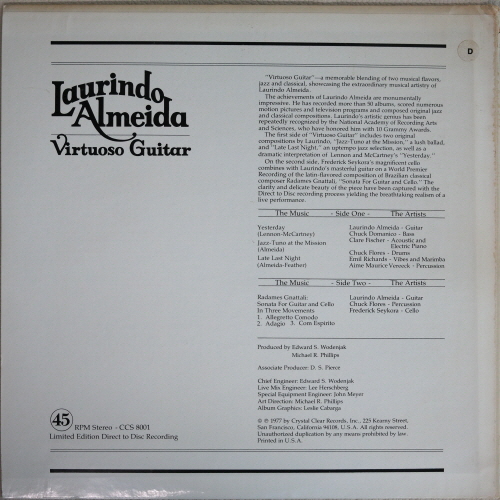 D
Laurindo
Almeida
Virtuoso Guitar
"Virtuoso Guitar"—a memorable blending of two musical flavors,
jazz and classical, showcasing the extraordinary musical artistry of
Laurindo Almeida.
The achievements of Laurindo Almeida are monumentally
impressive. He has recorded more than 50 albums, scored numerous
motion pictures and television programs and composed original jazz
and classical compositions. Laurindo's artistic genius has been
repeatedly recognized by the National Academy of Recording Arts
and Sciences, who have honored him with 10 Grammy Awards.
The first side of "Virtuoso Guitar" includes two original
compositions by Laurindo, "Jazz-Tuno at the Mission," a lush ballad,
and "Late Last Night," an uptempo jazz selection, as well as a
dramatic interpretation of Lennon and McCartney's "Yesterday."
On the second side, Frederick Seykora's magnificent cello
combines with Laurindo's masterful guitar on a World Premier
Recording of the latin-flavored composition of Brazilian classical
composer Radames Gnattali, "Sonata For Guitar and Cello." The
clarity and delicate beauty of the piece have been captured with the
Direct to Disc recording process yielding the breathtaking realism of a
live performance.
The Music - Side One - The Artists
Yesterday
(Lennon-McCartney)
Jazz-Tuno at the Mission
(Almeida)
Late Last Night
(Almeida-Feather)
Laurindo Almeida - Guitar
Chuck Domanico - Bass
Clare Fischer - Acoustic and
Electric Piano
Chuck Flores - Drums
Emil Richards - Vibes and Marimba
Aime Maurice Vereeck - Percussion
The Music - Side Two - The Artists
Radames Gnattali:
Sonata For Guitar and Cello
In Three Movements
1. Allegretto Comodo
2. Adagio 3. Com Espirito
Laurindo Almeida - Guitar
Chuck Flores - Percussion
Frederick Seykora - Cello
Produced by Edward S. Wodenjak
Michael R. Phillips
Associate Producer: D. S. Pierce
Chief Engineer: Edward S. Wodenjak
Live Mix Engineer: Lee Herschberg
Special Equipment Engineer: John Meyer
Art Direction: Michael R. Phillips
Album Graphics: Leslie Cabarga
© ℗ 1977 by Crystal Clear Records, Inc., 225 Kearny Street,
San Francisco, California 94108, U.S.A.
Unauthorized duplication by any means prohibited by law.
Printed in U.S.A.
45 RPM Stereo - CCS 8001
Limited Edition Direct to Disc Recording